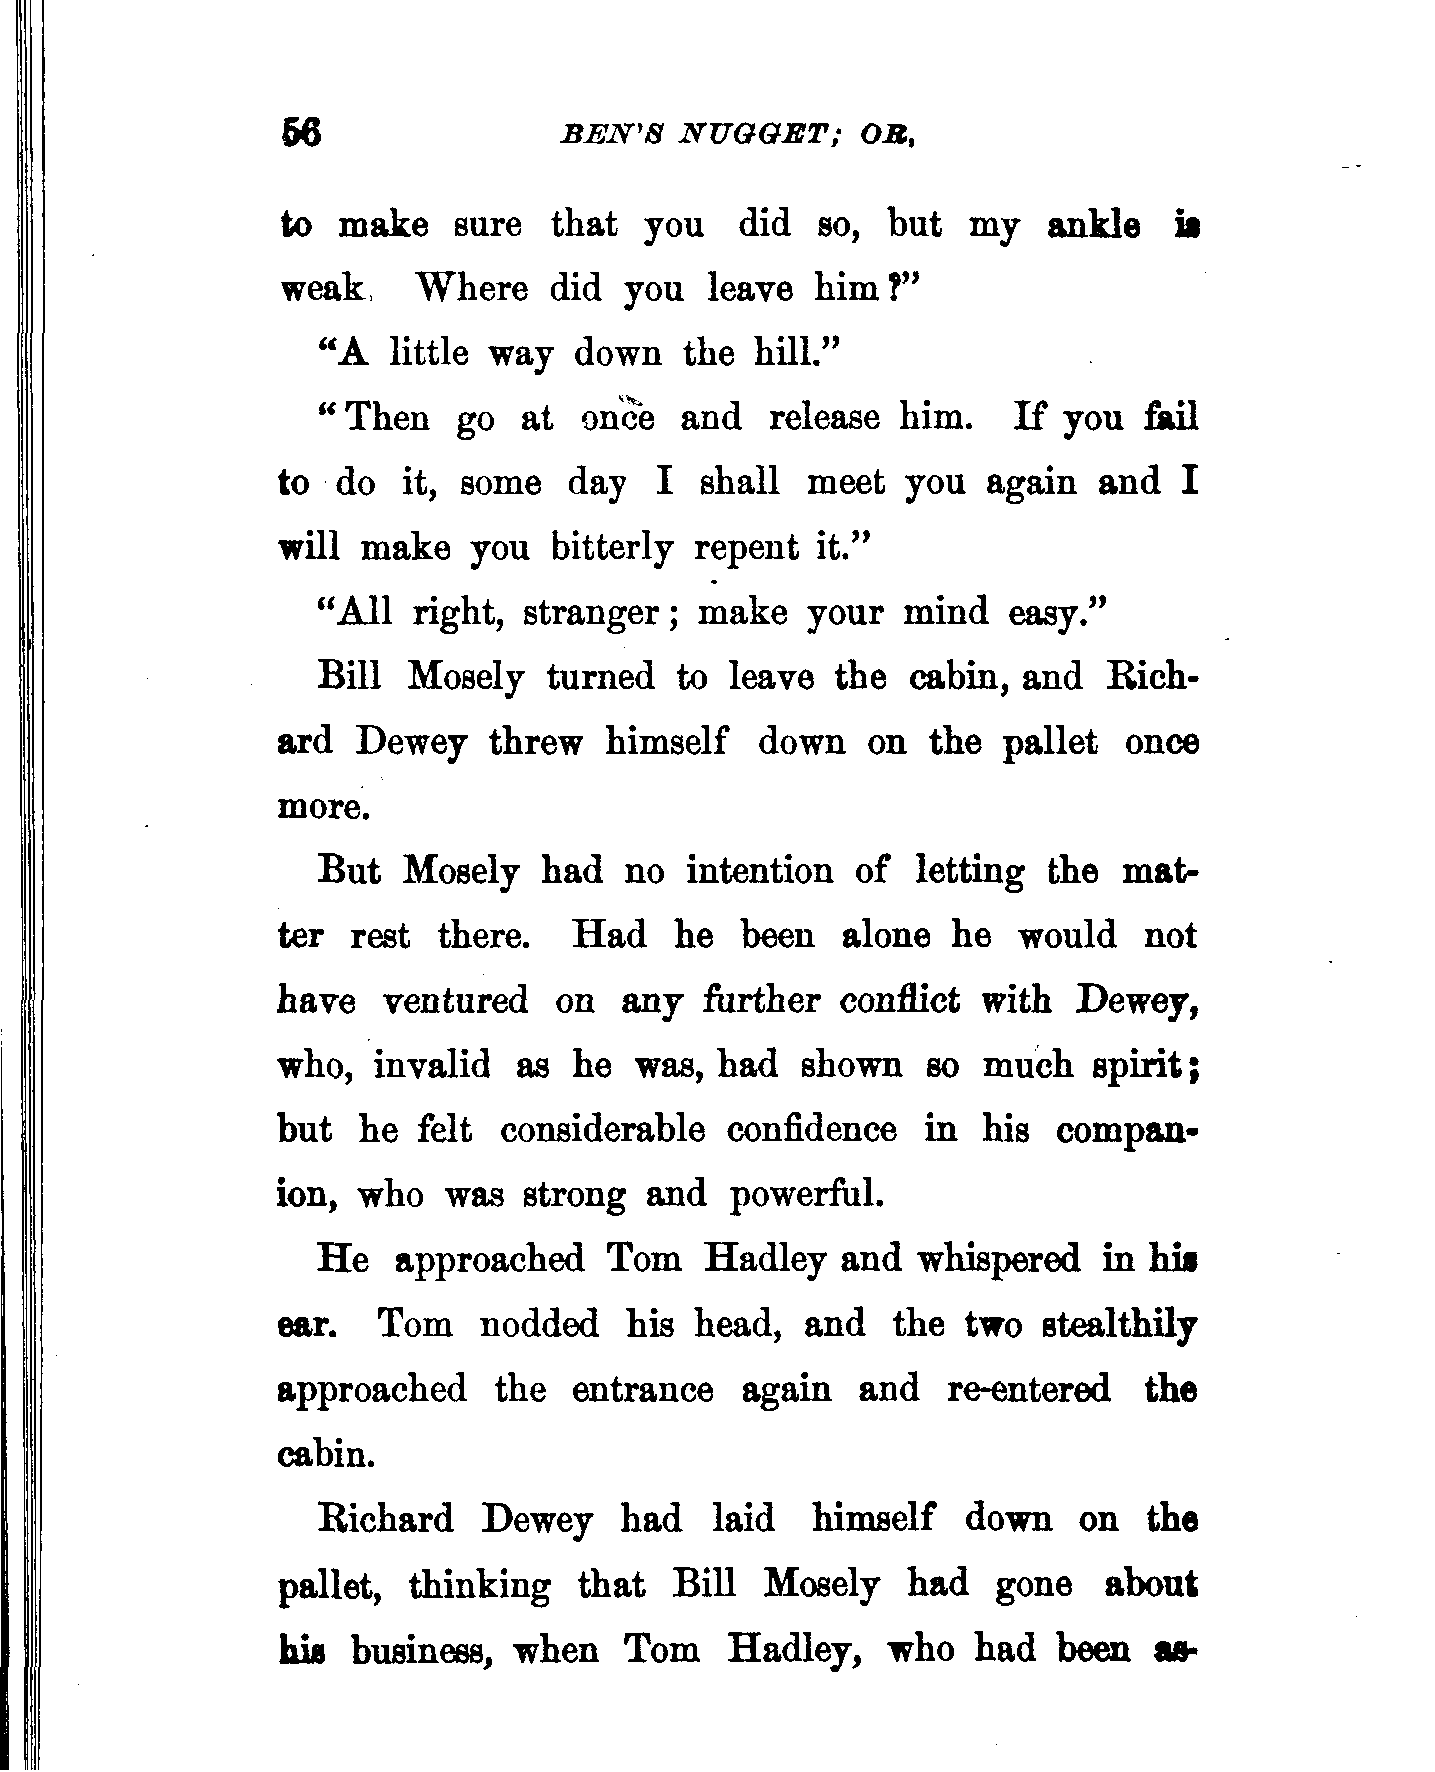 56 BEN'S NUGGET; OR,
to make sure that you did so, but my ankle is
weak. Where did you leave him?”
“A little way down the hill.”
“Then go at once and release him. If you fail
to do it, some day I shall meet you again and I
will make you bitterly repent it.”
“All right, stranger; make your mind easy.”
Bill Mosely turned to leave the cabin, and Rich-
ard Dewey threw himself down on the pallet once
more.
But Mosely had no intention of letting the mat-
ter rest there. Had he been alone he would not
have ventured on any further conflict with Dewey,
who, invalid as he was, had shown so much spirit;
but he felt considerable confidence in his compan-
ion, who was strong and powerful.
He approached Tom Hadley and whispered in his
ear. Tom nodded his head, and the two stealthily
approached the entrance again and re-entered the
cabin.
Richard Dewey had laid himself down on the
pallet, thinking that Bill Mosely had gone about
his business, when Tom Hadley, who had been as-